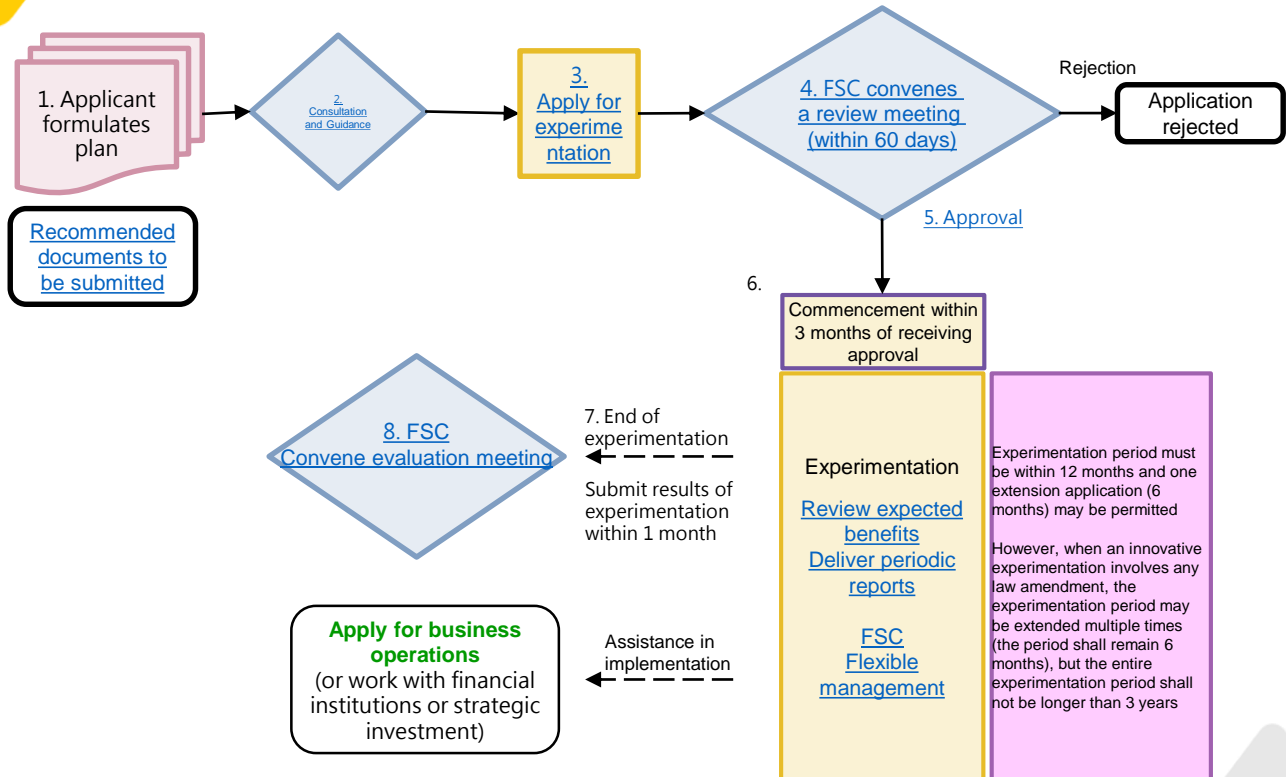 1. Applicant
formulates
plan
Recommended
documents to
be submitted
2.
Consultation
and Guidance
3.
Apply for
experime
ntation
4. FSC convenes
a review meeting
(within 60 days)
Rejection
Application
rejected
5. Approval
6.
Commencement within
3 months of receiving
approval
Experimentation
Review expected
benefits
Deliver periodic
reports
FSC
Flexible
management
Experimentation period must
be within 12 months and one
extension application (6
months) may be permitted
However, when an innovative
experimentation involves any
law amendment, the
experimentation period may
be extended multiple times
(the period shall remain 6
months), but the entire
experimentation period shall
not be longer than 3 years
7. End of
experimentation
Submit results of
experimentation
within 1 month
8. FSC
Convene evaluation meeting
Assistance in
implementation
Apply for business
operations
(or work with financial
institutions or strategic
investment)